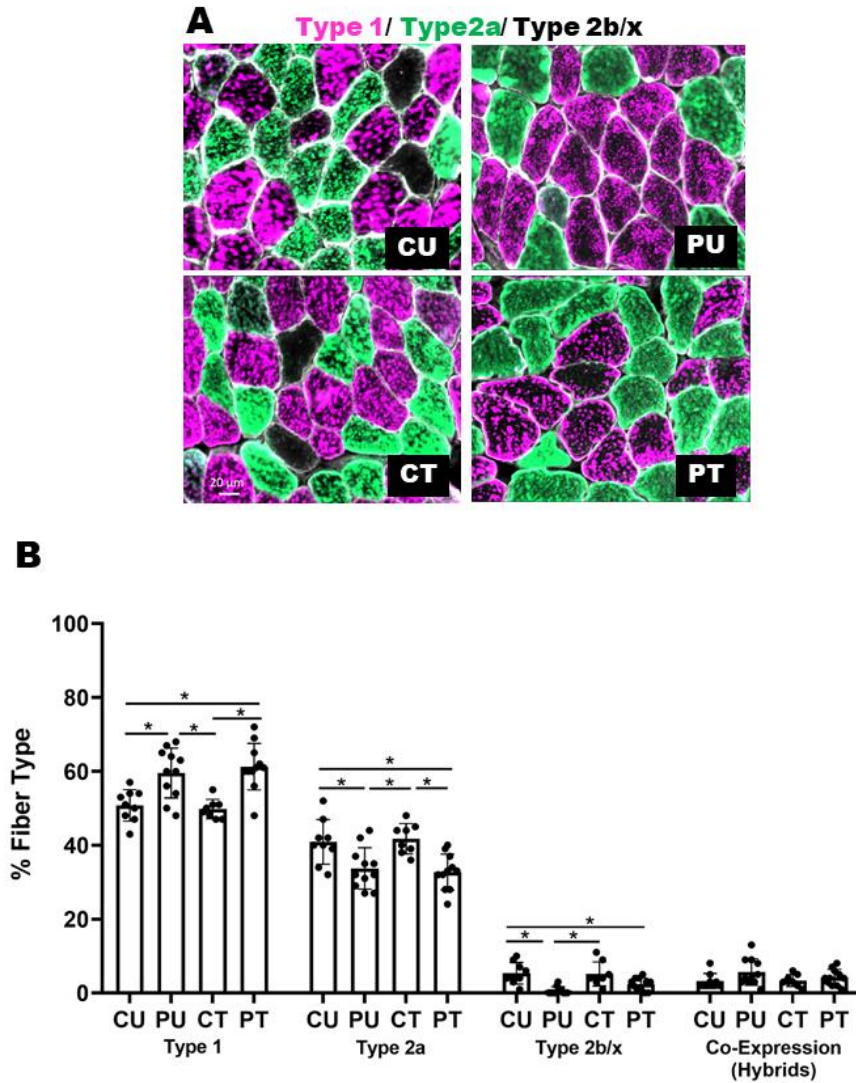 A
Type 1/ Type2a/ Type 2b/x
CU
PU
CT
PT
20 µm
B
% Fiber Type
100
80
60
40
20
0
* 
* * *
*
* * *
*
* *
CU PU CT PT CU PU CT PT CU PU CT PT CU PU CT PT
Type 1 Type 2a Type 2b/x Co-Expression
(Hybrids)